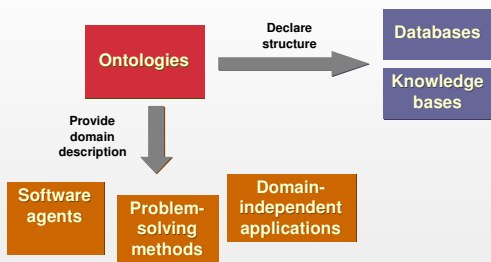 Declare
structure
Databases
Ontologies
Knowledge
bases
Provide
domain
description
Software
agents
Problem-
solving
methods
Domain-
independent
applications